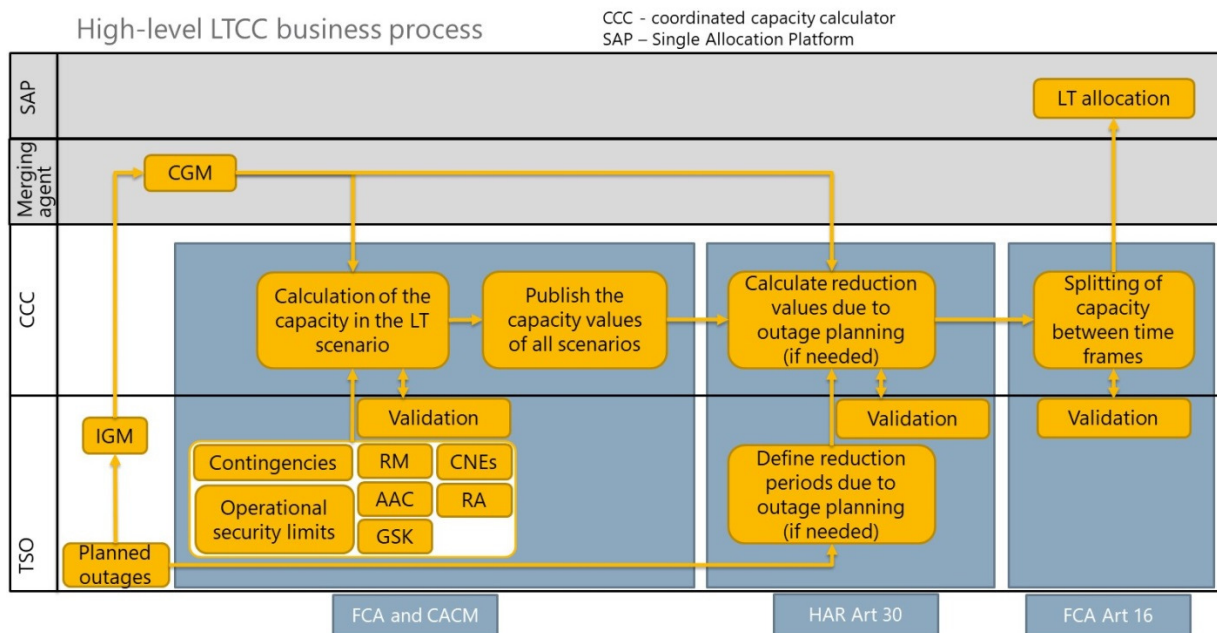 High-level LTCC business process
CCC - coordinated capacity calculator
SAP – Single Allocation Platform
SAP
LT allocation
Merging
agent
CGM
CCC
Calculation of the
capacity in the LT
scenario
Publish the
capacity values
of all scenarios
Calculate reduction
values due to
outage planning
(if needed)
Splitting of
capacity
between time
frames
TSO
IGM
Planned
outages
Validation
Contingencies
RM
CNEs
Operational
security limits
AAC
RA
GSK
Validation
Define reduction
periods due to
outage planning
(if needed)
Validation
FCA and CACM
HAR Art 30
FCA Art 16